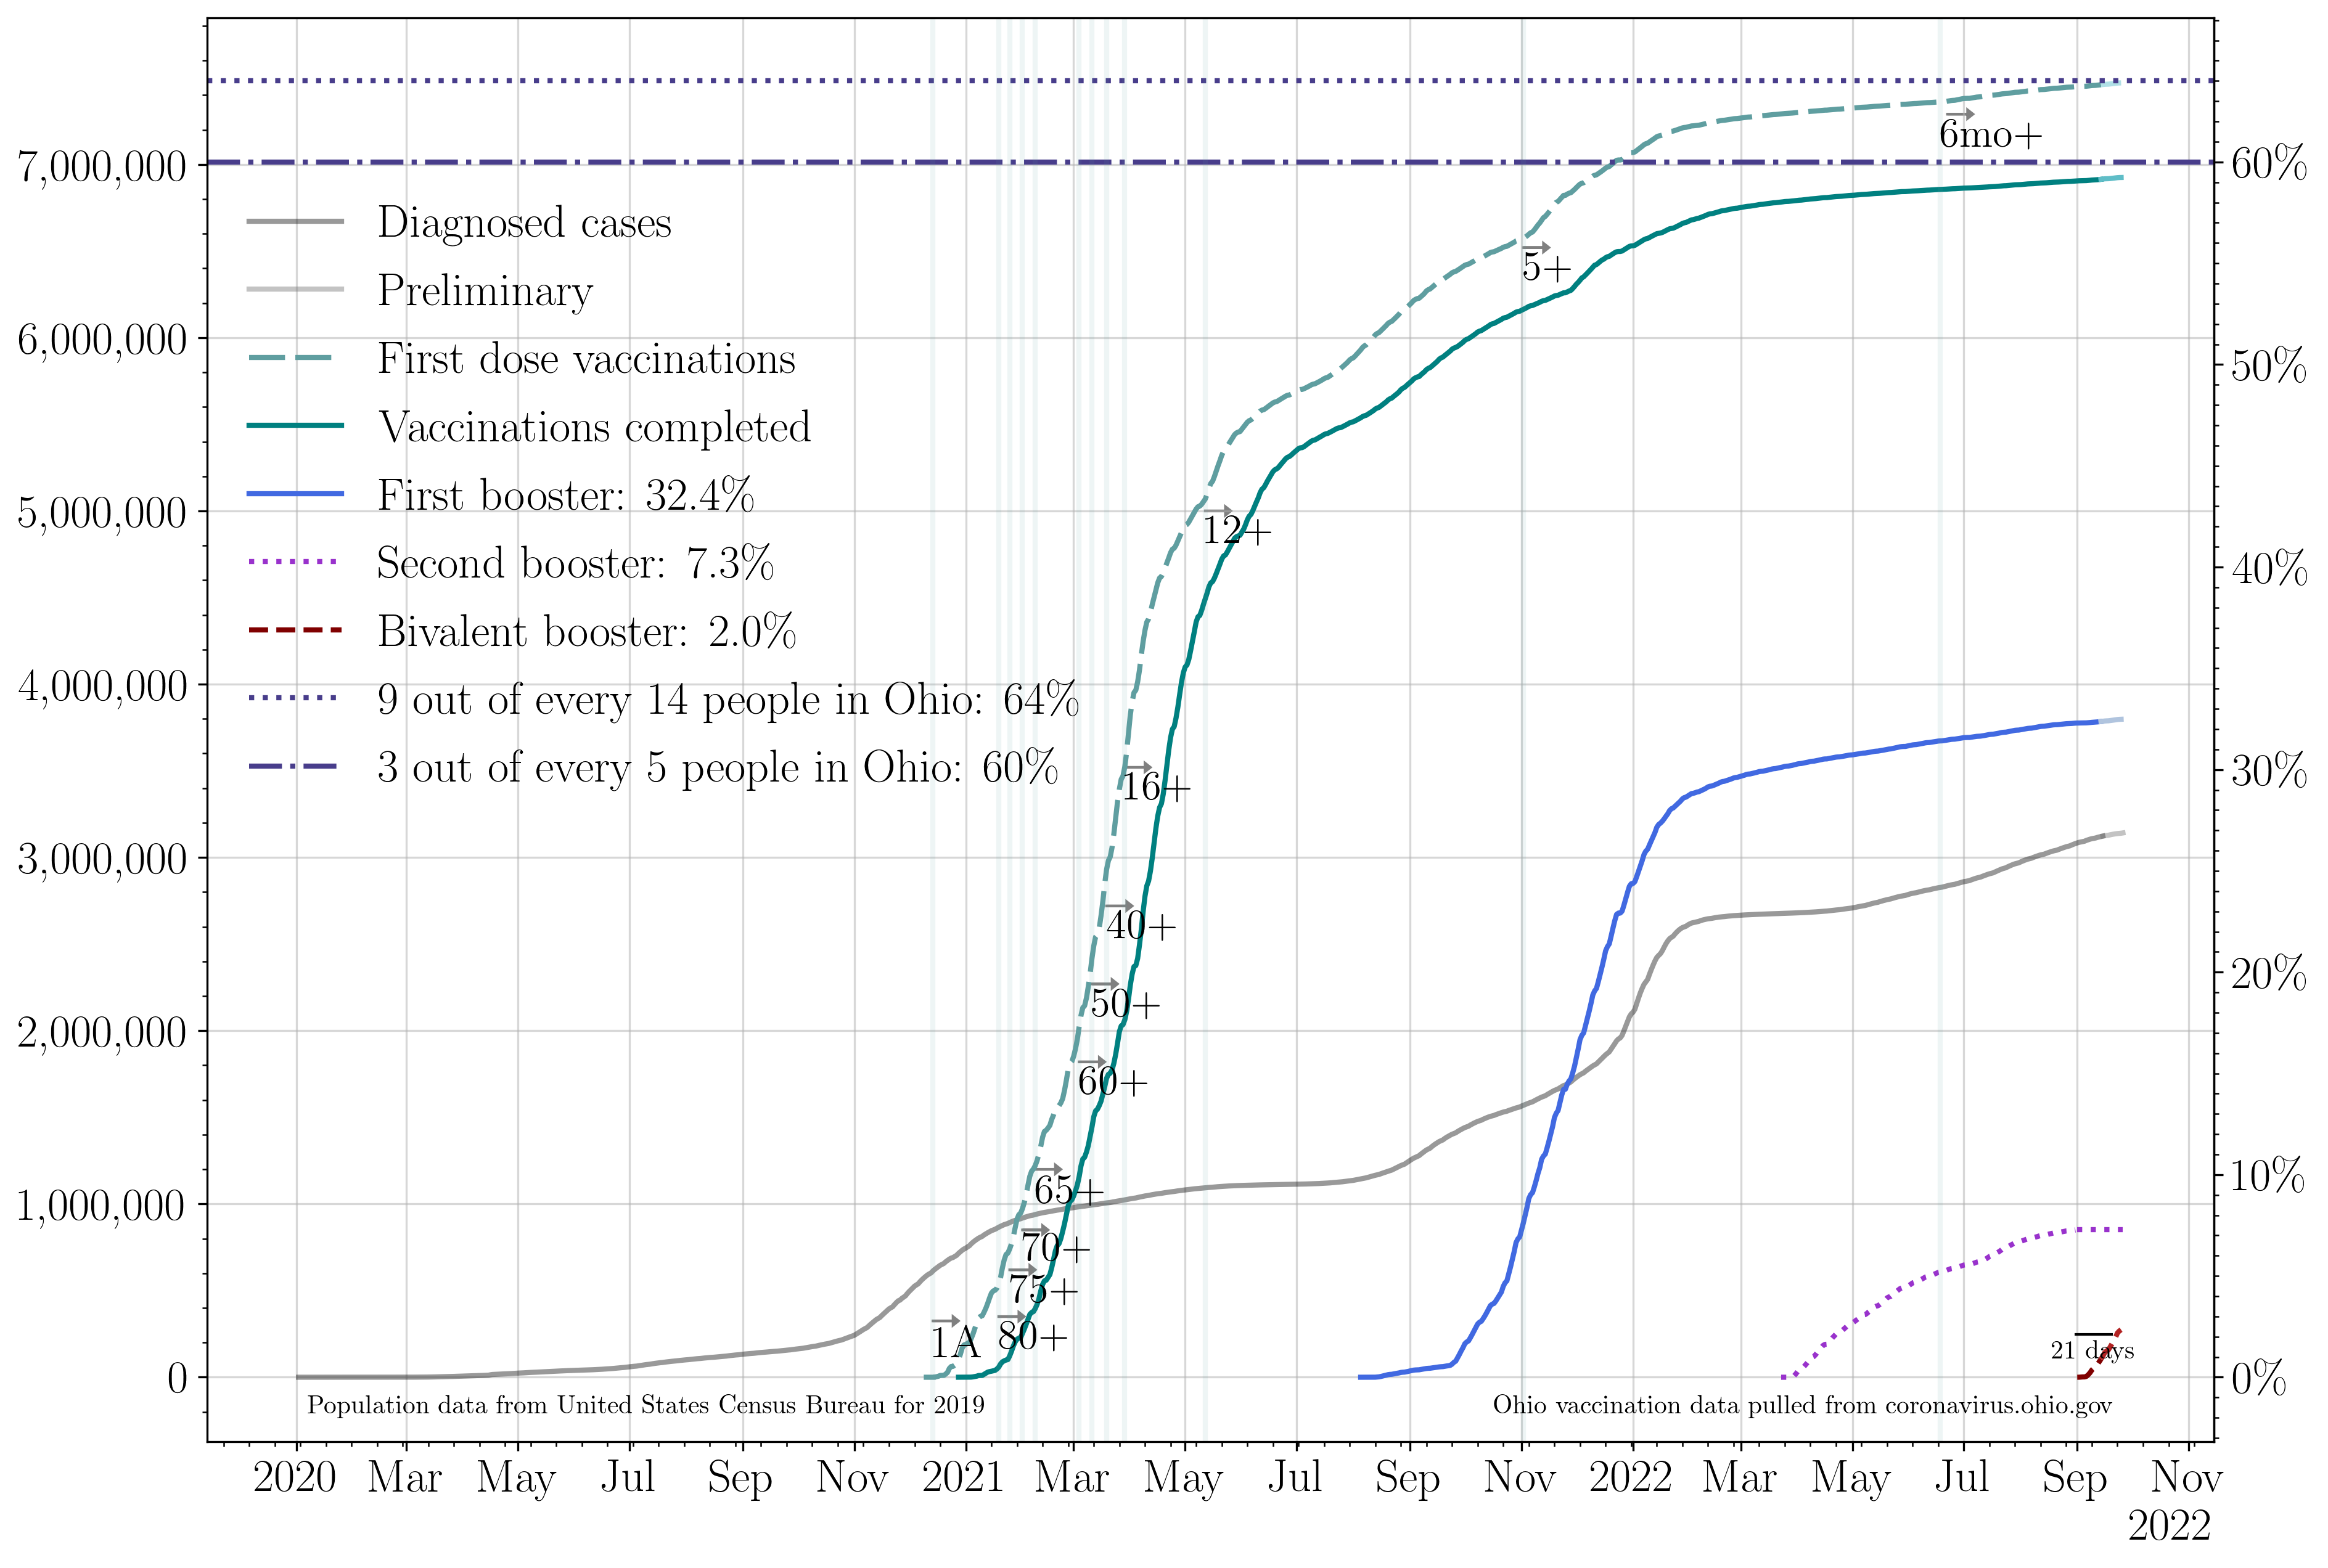 7,000,000
6,000,000
5,000,000
4,000,000
3,000,000
2,000,000
1,000,000
0
Diagnosed cases
Preliminary
First dose vaccinations
Vaccinations completed
First booster: 32.4%
Second booster: 7.3%
Bivalent booster: 2.0%
9 out of every 14 people in Ohio: 64%
3 out of every 5 people in Ohio: 60%
6mo+
5+
12+
16+
40+
50+
60+
65+
70+
75+
80+
1A
21 days
60%
50%
40%
30%
20%
10%
0%
Population data from United States Census Bureau for 2019
Ohio vaccination data pulled from coronavirus.ohio.gov
2020 Mar May Jul Sep Nov 2021 Mar May Jul Sep Nov 2022 Mar May Jul Sep Nov
2022